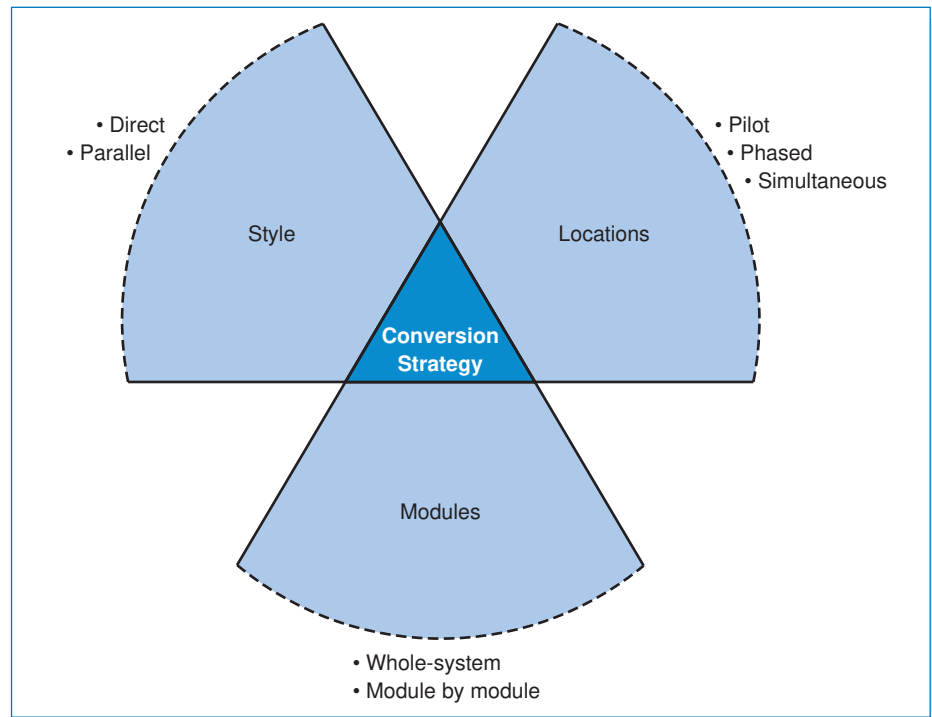 • Direct
• Parallel
• Pilot
• Phased
• Simultaneous
Style
Locations
Conversion
Strategy
Modules
• Whole-system
• Module by module